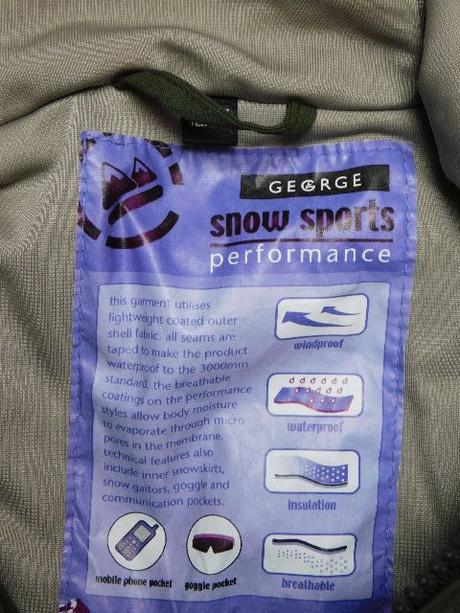 GEORGE
snow sports
performance
this garment utilises
lightweight coated outer
shell fabric. all seams are
taped to make the product
waterproof to the 3000mm
standard. the breathable
coatings on the performance
styles allow body moisture
to evaporate through micro
pores in the membrane.
technical features also
include inner snowskirts,
snow gaitors, goggle and
communication pockets.
windproof
waterproof
insulation
breathable
mobile phone pocket
goggle pocket